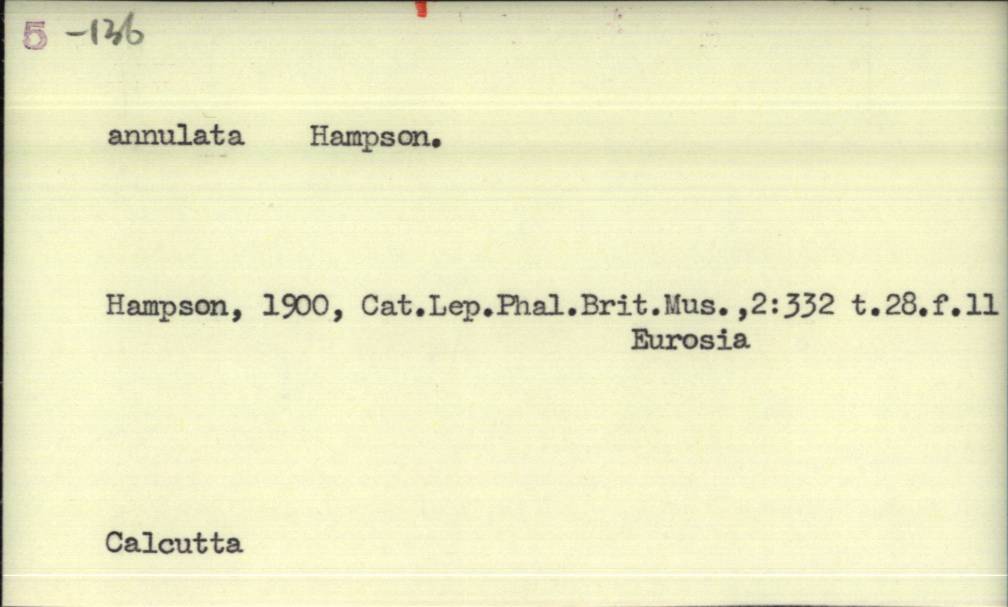 5 -136
annulata Hampson.
Hampson, 1900, Cat.Lep.Phal.Brit.Mus.,2:332 t.28.f.11
Eurosia
Calcutta